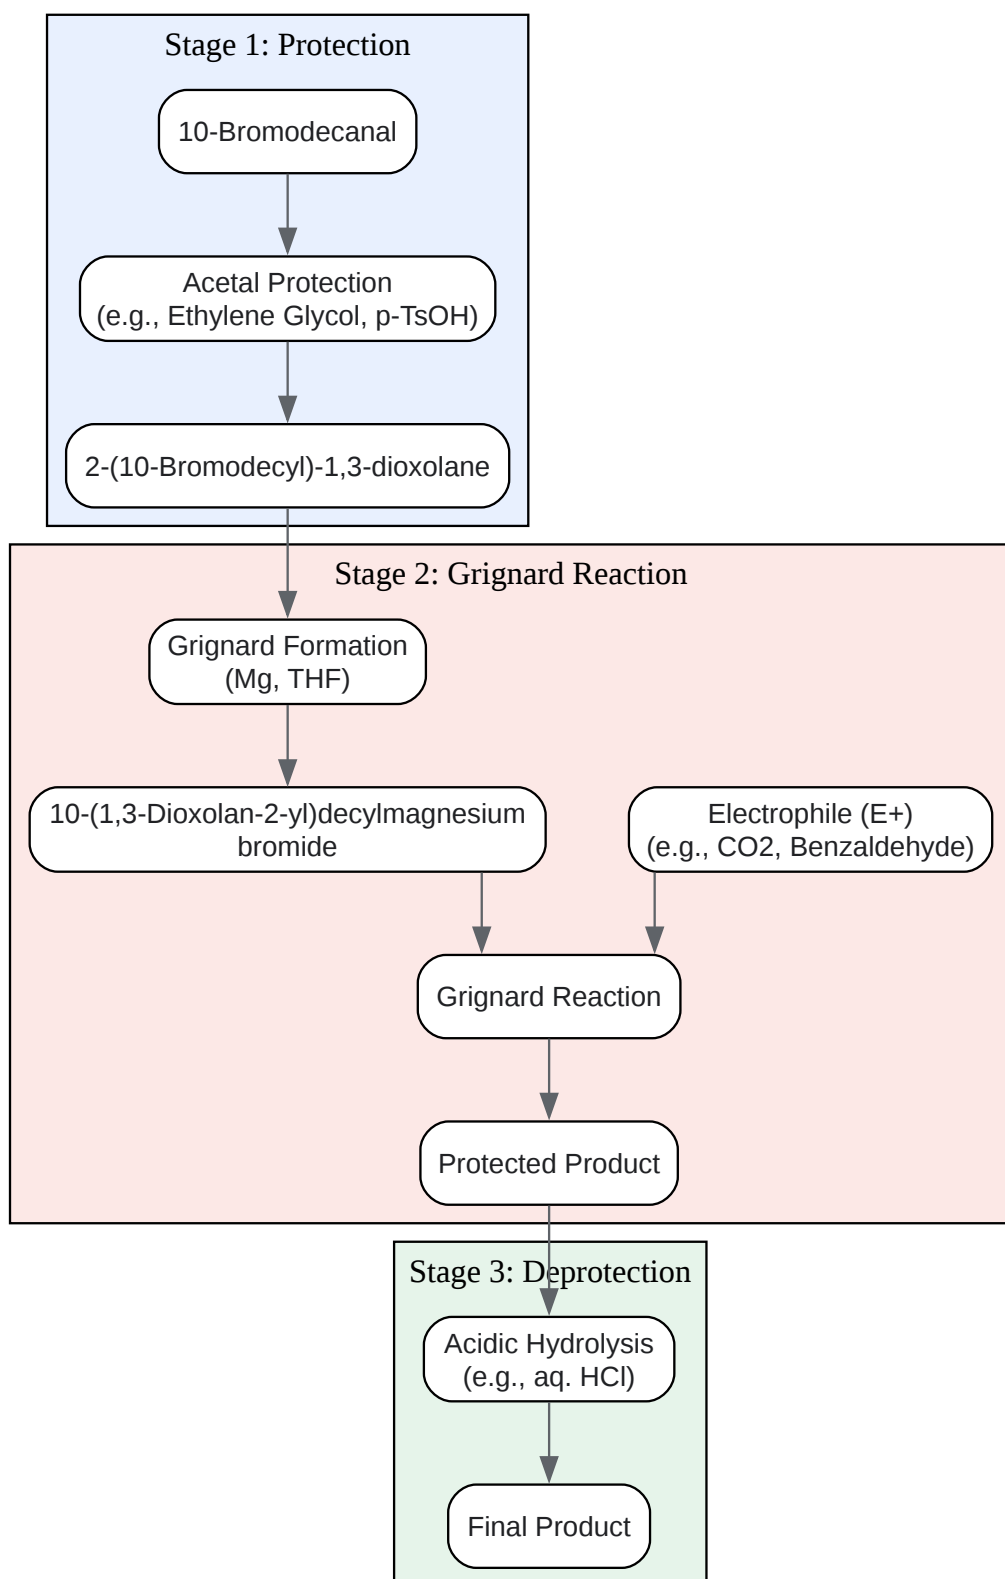 Stage 1: Protection
10-Bromodecanal
Acetal Protection
(e.g., Ethylene Glycol, p-TsOH)
2-(10-Bromodecyl)-1,3-dioxolane
Stage 2: Grignard Reaction
Grignard Formation
(Mg, THF)
10-(1,3-Dioxolan-2-yl)decylmagnesium
bromide
Electrophile (E+)
(e.g., CO2, Benzaldehyde)
Grignard Reaction
Protected Product
Stage 3: Deprotection
Acidic Hydrolysis
(e.g., aq. HCl)
Final Product